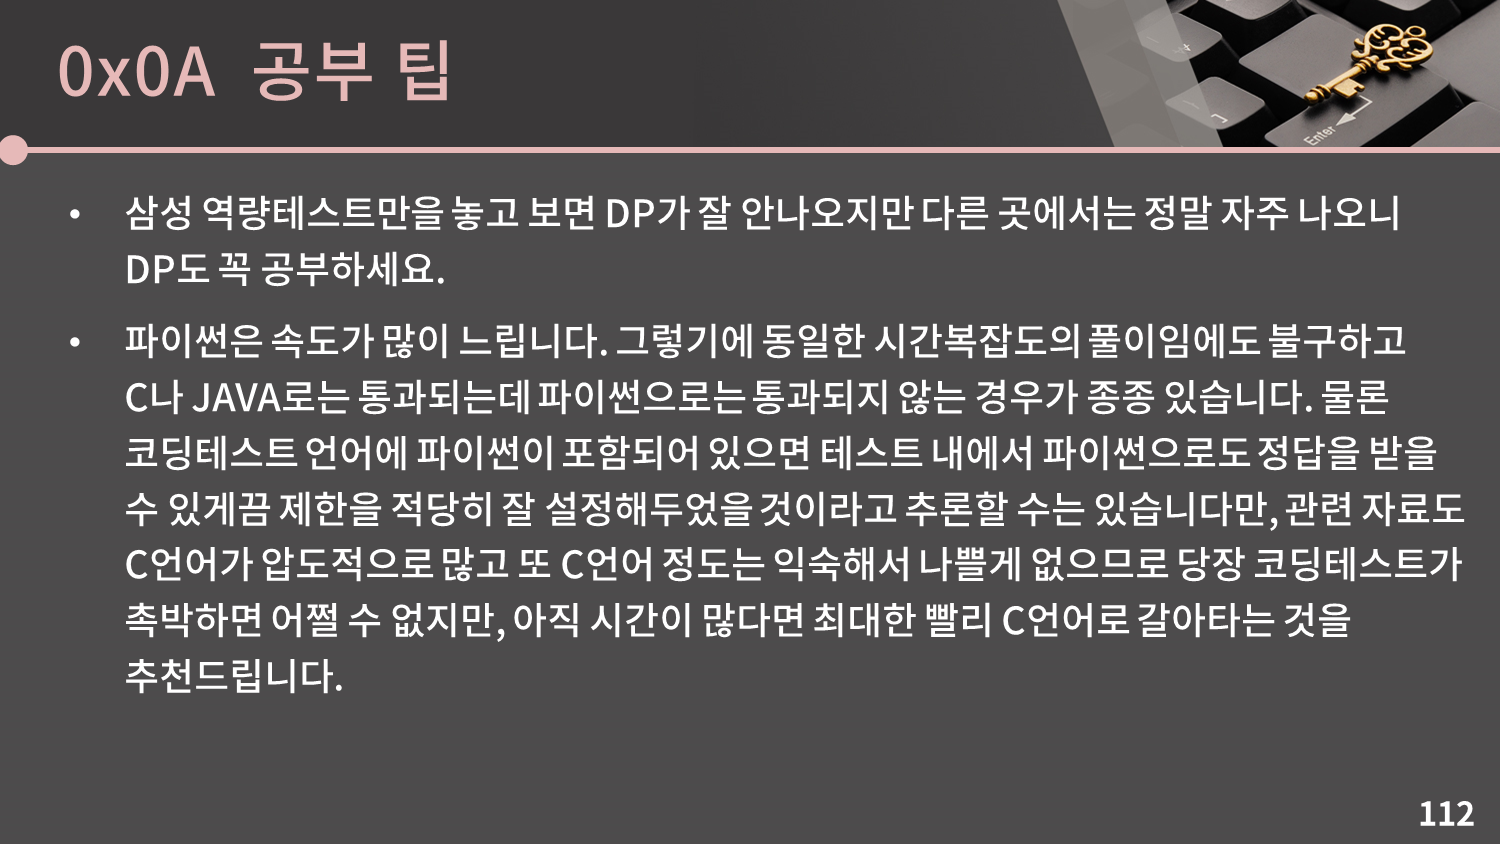 0x0A 공부 팁
Enter
• 삼성 역량테스트만을 놓고 보면 DP가 잘 안나오지만 다른 곳에서는 정말 자주 나오니
DP도 꼭 공부하세요.
• 파이썬은 속도가 많이 느립니다. 그렇기에 동일한 시간복잡도의 풀이임에도 불구하고
C나 JAVA로는 통과되는데 파이썬으로는 통과되지 않는 경우가 종종 있습니다. 물론
코딩테스트 언어에 파이썬이 포함되어 있으면 테스트 내에서 파이썬으로도 정답을 받을
수 있게끔 제한을 적당히 잘 설정해두었을 것이라고 추론할 수는 있습니다만, 관련 자료도
C언어가 압도적으로 많고 또 C언어 정도는 익숙해서 나쁠게 없으므로 당장 코딩테스트가
촉박하면 어쩔 수 없지만, 아직 시간이 많다면 최대한 빨리 C언어로 갈아타는 것을
추천드립니다.
112